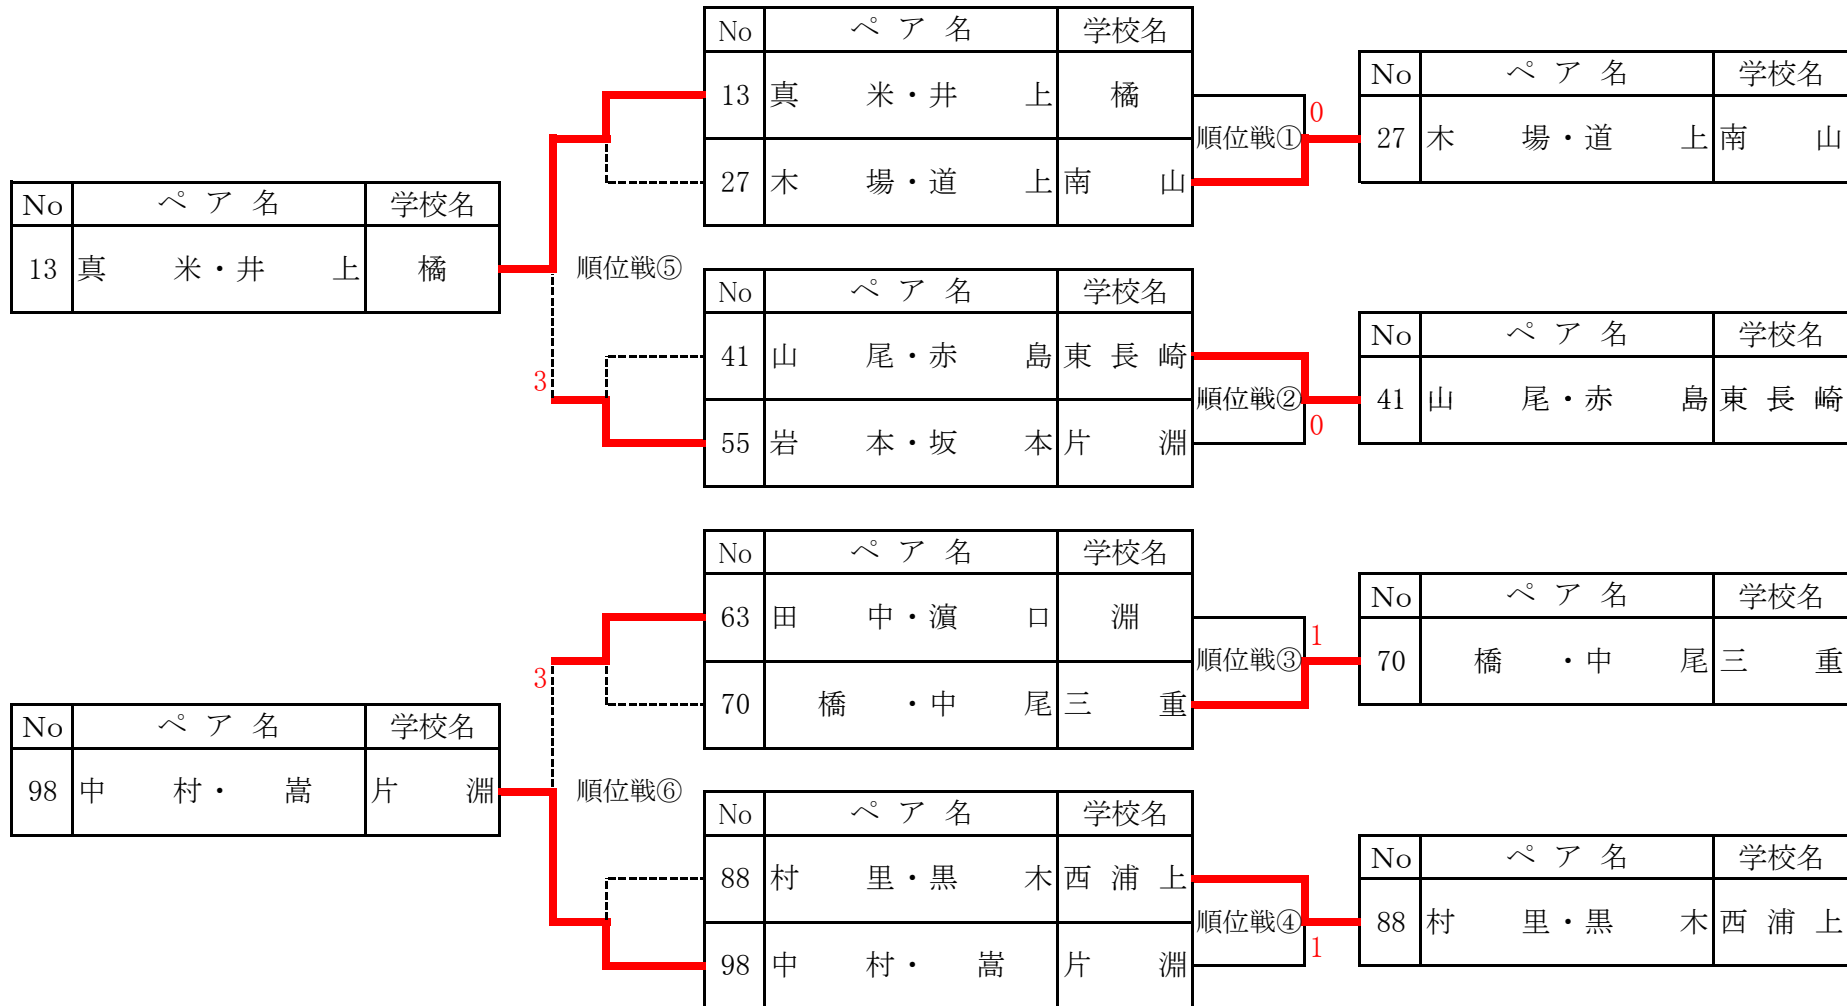 No ペア名 学校名
13 真米・井上 橘
27 木場・道上 南山
順位戦①
0
No ペア名 学校名
27 木場・道上 南山
No ペア名 学校名
13 真米・井上 橘
順位戦⑤
3
No ペア名 学校名
41 山尾・赤島 東長崎
55 岩本・坂本 片淵
順位戦②
0
No ペア名 学校名
41 山尾・赤島 東長崎
No ペア名 学校名
63 田中・濵口 淵
70 橋・中尾 三重
順位戦③
1
No ペア名 学校名
70 橋・中尾 三重
3
No ペア名 学校名
98 中村・嵩 片淵
順位戦⑥
No ペア名 学校名
88 村里・黒木 西浦上
98 中村・嵩 片淵
順位戦④
1
No ペア名 学校名
88 村里・黒木 西浦上